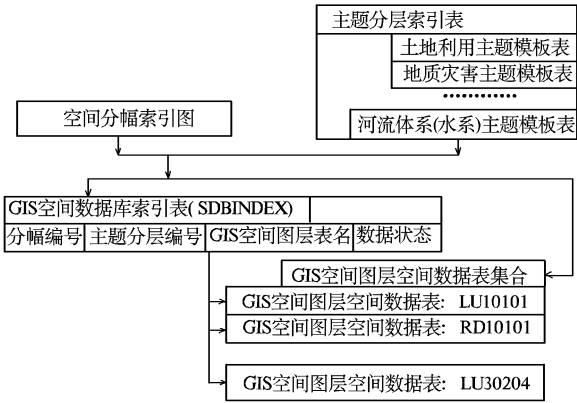 主题分层索引表
土地利用主题模板表
地质灾害主题模板表
…………
空间分幅索引图
河流体系(水系)主题模板表
GIS空间数据库索引表( SDBINDEX)
分幅编号 主题分层编号 GIS空间图层表名 数据状态
GIS空间图层空间数据表集合
GIS空间图层空间数据表: LU10101
GIS空间图层空间数据表: RD10101
GIS空间图层空间数据表: LU30204